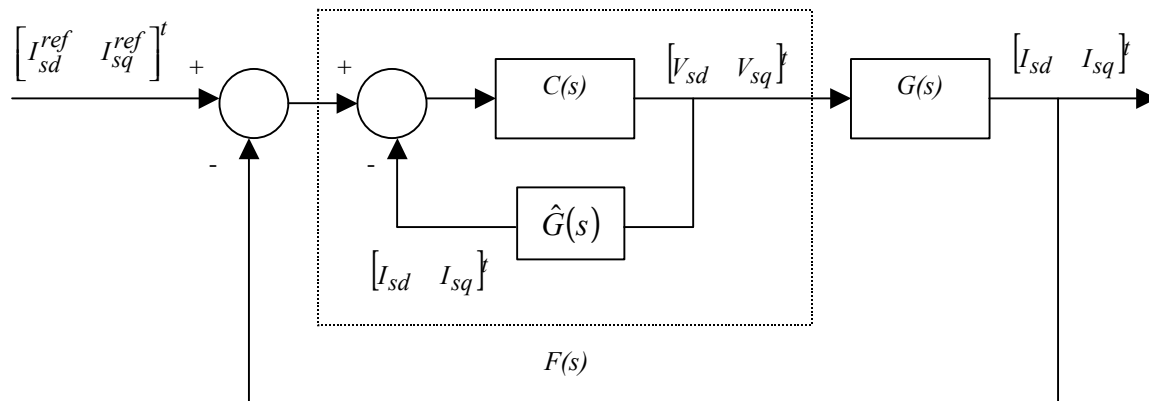 [I_sd^ref I_sq^ref]^t
+
-
+
-
C(s)
[V_sd V_sq]^t
G(s)
[I_sd I_sq]^t
Ĝ(s)
[I_sd I_sq]^t
F(s)